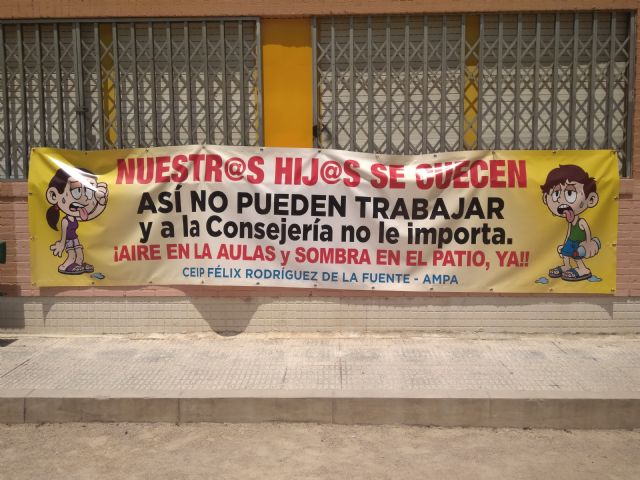 NUESTR@S HIJ@S SE CUECEN
ASÍ NO PUEDEN TRABAJAR
y a la Consejería no le importa.
¡AIRE EN LA AULAS y SOMBRA EN EL PATIO, YA!!
CEIP FÉLIX RODRÍGUEZ DE LA FUENTE - AMPA